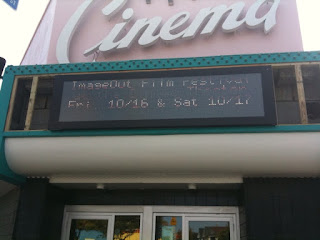 Cinema
ImageOut Film Festival
Fri 10/16 & Sat 10/17